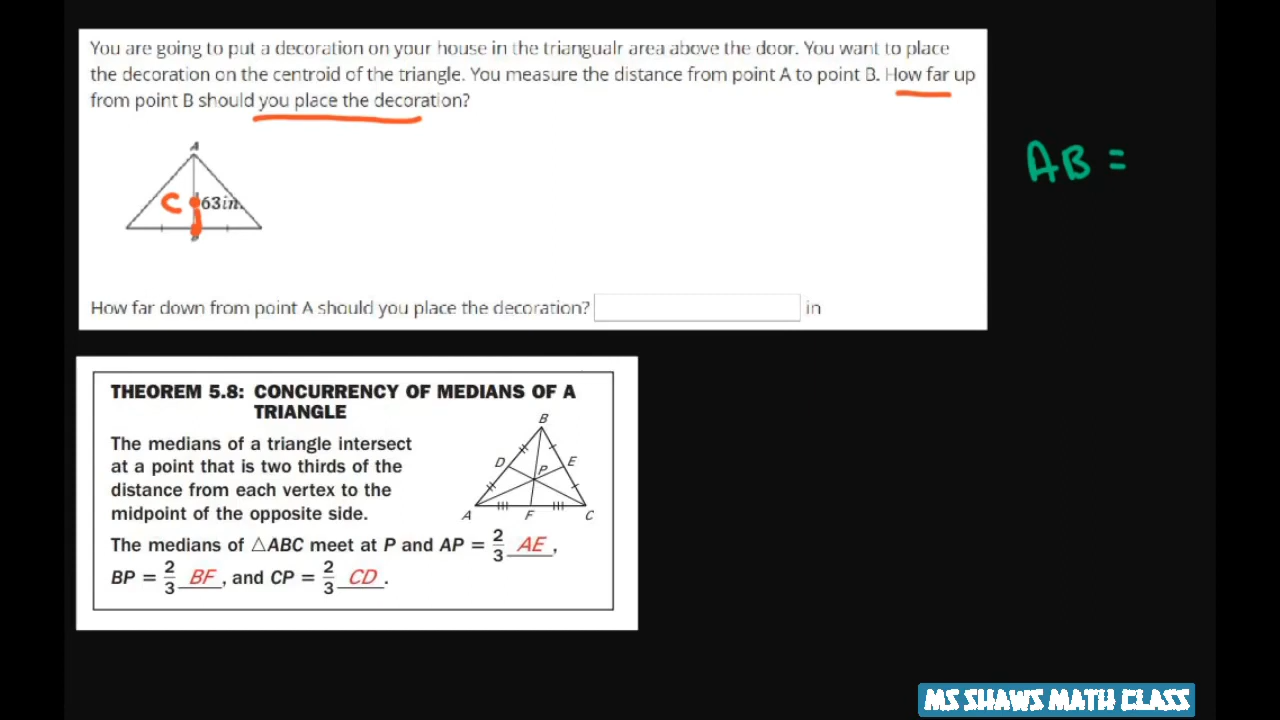 You are going to put a decoration on your house in the triangualr area above the door. You want to place
the decoration on the centroid of the triangle. You measure the distance from point A to point B. How far up
from point B should you place the decoration?
A
C 63in.
B
AB =
How far down from point A should you place the decoration? in
THEOREM 5.8: CONCURRENCY OF MEDIANS OF A
TRIANGLE
The medians of a triangle intersect
at a point that is two thirds of the
distance from each vertex to the
midpoint of the opposite side.
B
D P E
A F C
The medians of △ABC meet at P and AP = 2/3 AE,
BP = 2/3 BF, and CP = 2/3 CD.
MS SHAWS MATH CLASS